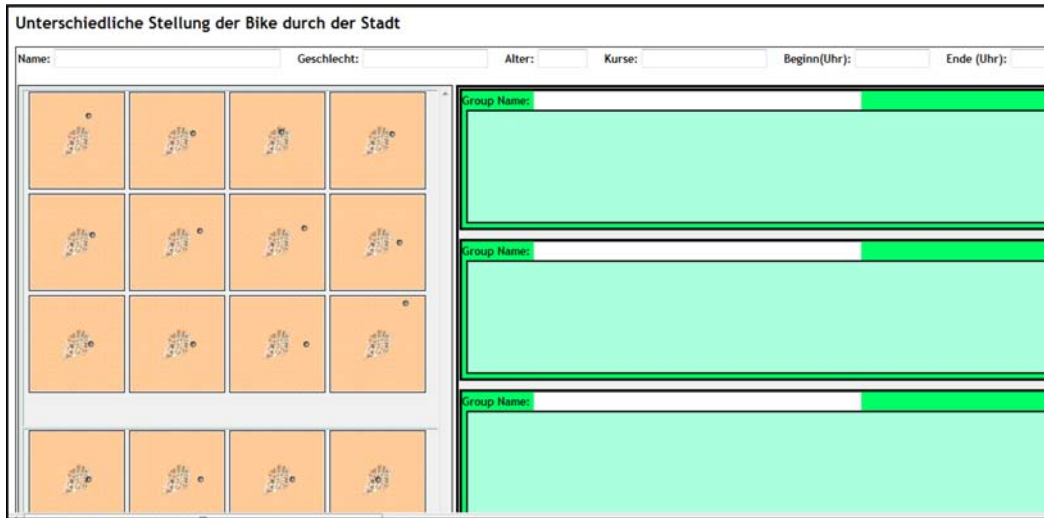 Unterschiedliche Stellung der Bike durch der Stadt
Name: Geschlecht: Alter: Kurse: Beginn(Uhr): Ende (Uhr):
Group Name:
Group Name:
Group Name: